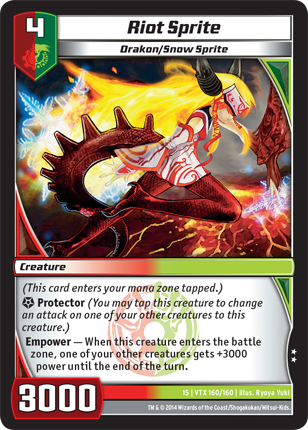 4
Riot Sprite
Drakon/Snow Sprite
Creature
(This card enters your mana zone tapped.)
Protector (You may tap this creature to change
an attack on one of your other creatures to this
creature.)
Empower — When this creature enters the battle
zone, one of your other creatures gets +3000
power until the end of the turn.
3000
15 | VTX 160/160 | Illus. Ryoya Yuki
TM & © 2014 Wizards of the Coast/Shogakukan/Mitsui-Kids.